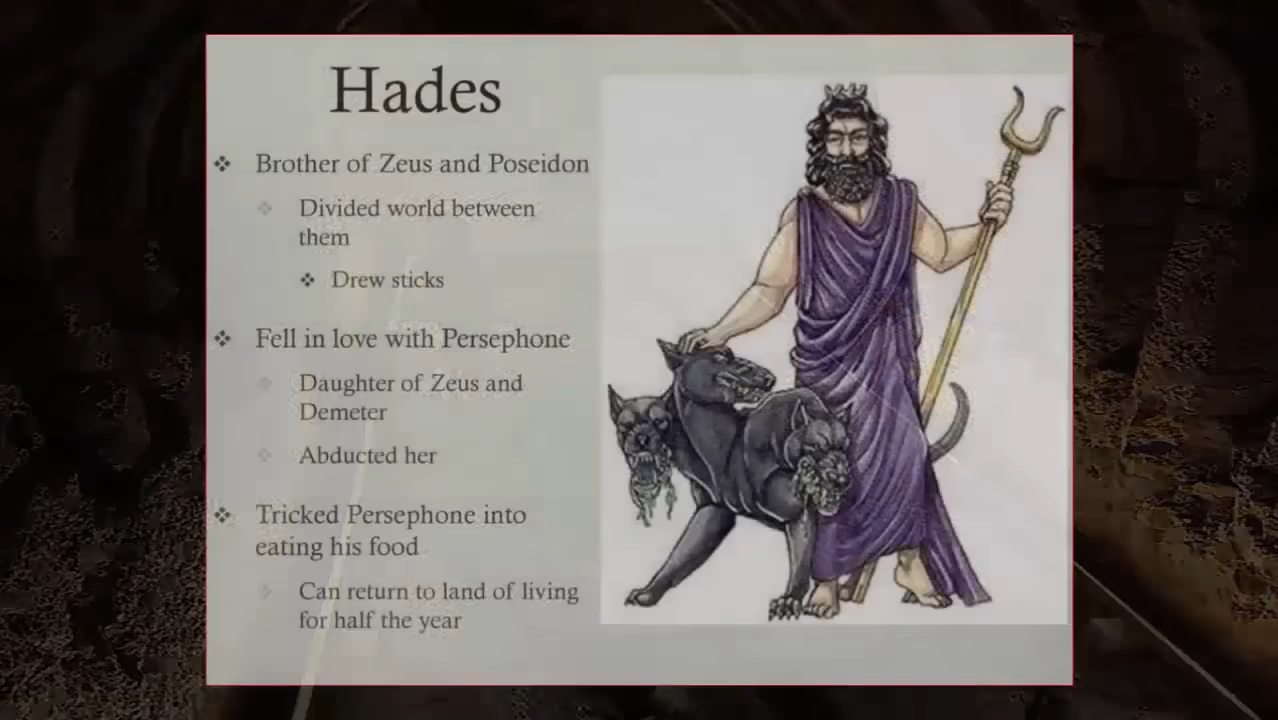 Hades
Brother of Zeus and Poseidon
Divided world between
them
Drew sticks
Fell in love with Persephone
Daughter of Zeus and
Demeter
Abducted her
Tricked Persephone into
eating his food
Can return to land of living
for half the year